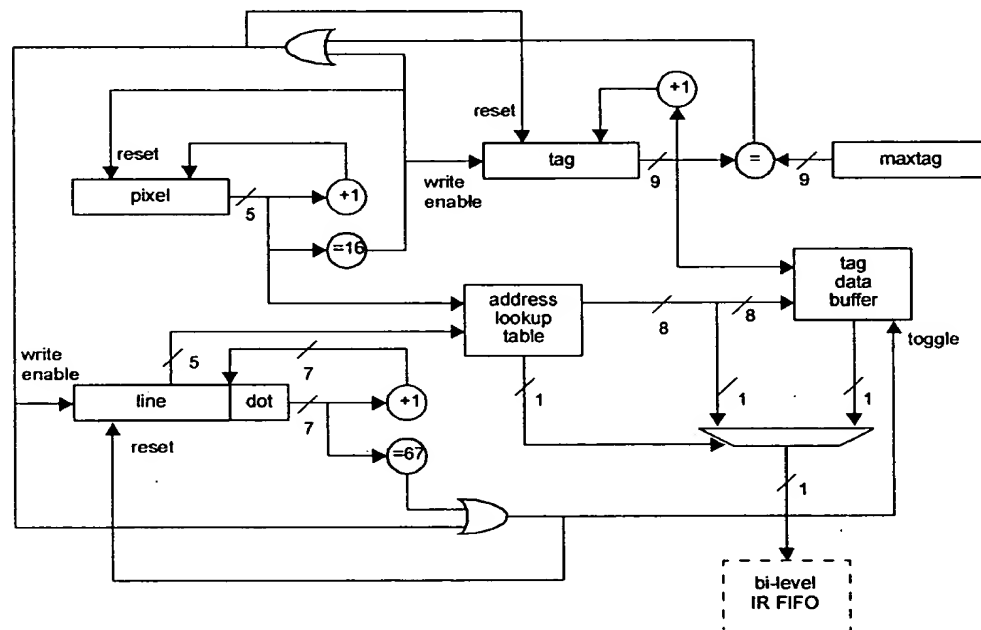 +1
reset
reset
tag
=
maxtag
9
9
write
enable
pixel
+1
5
=16
tag
data
buffer
address
lookup
table
8
8
toggle
write
enable
5
7
line
dot
+1
7
1
1
1
reset
=67
1
bi-level
IR FIFO